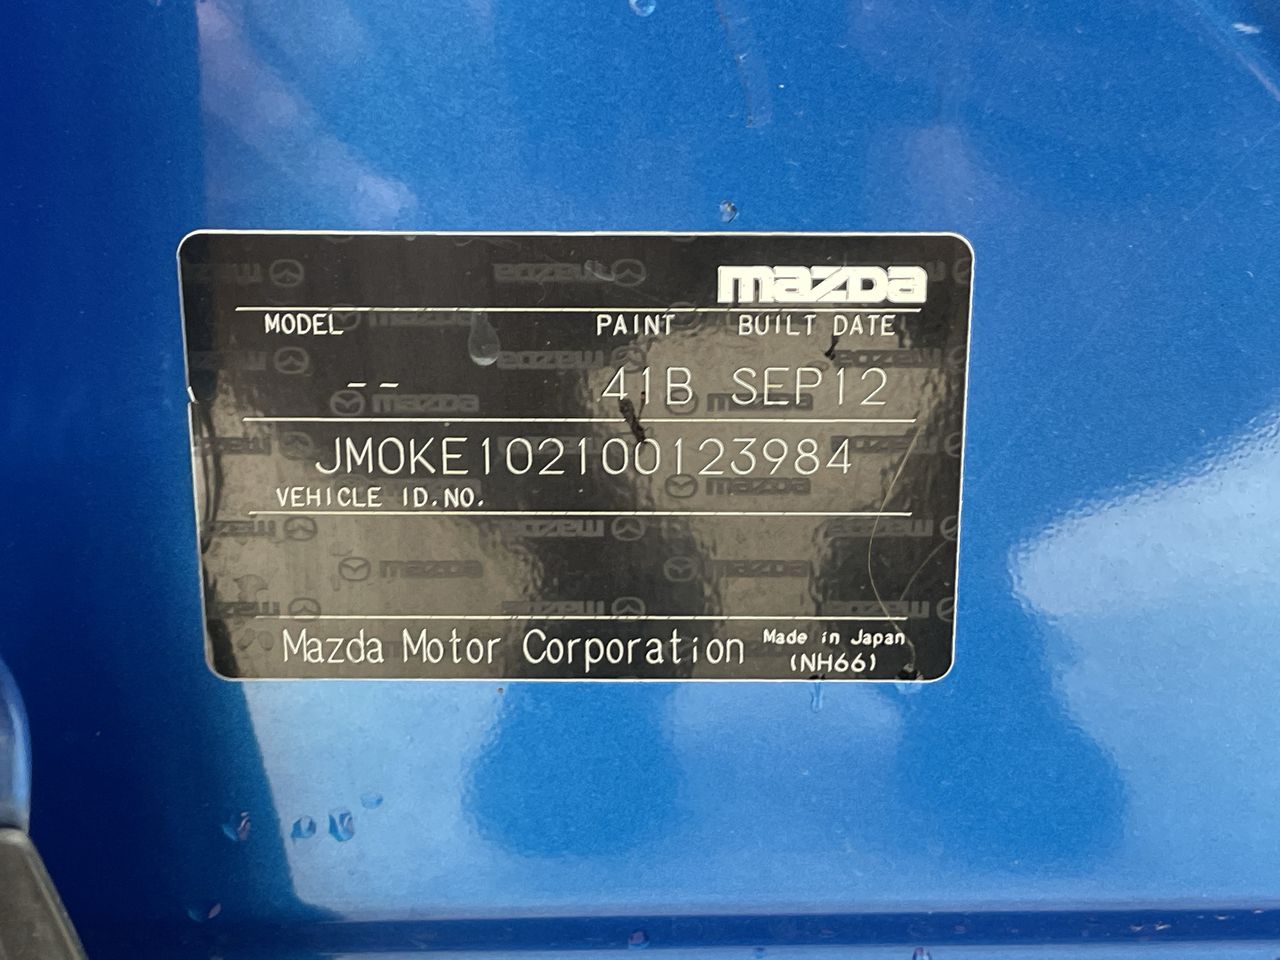 mazda
MODEL PAINT BUILT DATE
-- 41B SEP12
JM0KE102100123984
VEHICLE ID.NO.
Mazda Motor Corporation Made in Japan
(NH66)